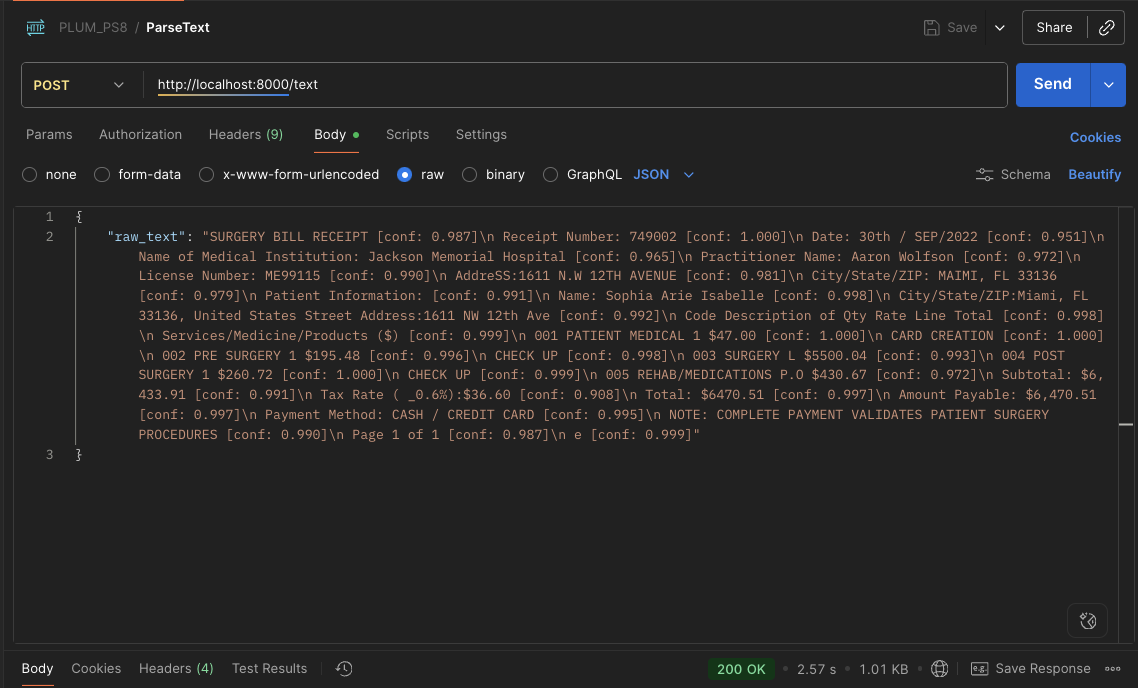 HTTP PLUM_PS8 / ParseText Save Share
POST http://localhost:8000/text Send
Params Authorization Headers (9) Body Scripts Settings Cookies
none form-data x-www-form-urlencoded raw binary GraphQL JSON Schema Beautify
1 {
2 "raw_text": "SURGERY BILL RECEIPT [conf: 0.987]\n Receipt Number: 749002 [conf: 1.000]\n Date: 30th / SEP/2022 [conf: 0.951]\n
Name of Medical Institution: Jackson Memorial Hospital [conf: 0.965]\n Practitioner Name: Aaron Wolfson [conf: 0.972]\n
License Number: ME99115 [conf: 0.990]\n AddreSS:1611 N.W 12TH AVENUE [conf: 0.981]\n City/State/ZIP: MAIMI, FL 33136
[conf: 0.979]\n Patient Information: [conf: 0.991]\n Name: Sophia Arie Isabelle [conf: 0.998]\n City/State/ZIP:Miami, FL
33136, United States Street Address:1611 NW 12th Ave [conf: 0.992]\n Code Description of Qty Rate Line Total [conf: 0.998]
\n Services/Medicine/Products ($) [conf: 0.999]\n 001 PATIENT MEDICAL 1 $47.00 [conf: 1.000]\n CARD CREATION [conf: 1.000]
\n 002 PRE SURGERY 1 $195.48 [conf: 0.996]\n CHECK UP [conf: 0.998]\n 003 SURGERY L $5500.04 [conf: 0.993]\n 004 POST
SURGERY 1 $260.72 [conf: 1.000]\n CHECK UP [conf: 0.999]\n 005 REHAB/MEDICATIONS P.O $430.67 [conf: 0.972]\n Subtotal: $6,
433.91 [conf: 0.991]\n Tax Rate ( _0.6%):$36.60 [conf: 0.908]\n Total: $6470.51 [conf: 0.997]\n Amount Payable: $6,470.51
[conf: 0.997]\n Payment Method: CASH / CREDIT CARD [conf: 0.995]\n NOTE: COMPLETE PAYMENT VALIDATES PATIENT SURGERY
PROCEDURES [conf: 0.990]\n Page 1 of 1 [conf: 0.987]\n e [conf: 0.999]"
3 }
Body Cookies Headers (4) Test Results 200 OK 2.57 s 1.01 KB e.g. Save Response